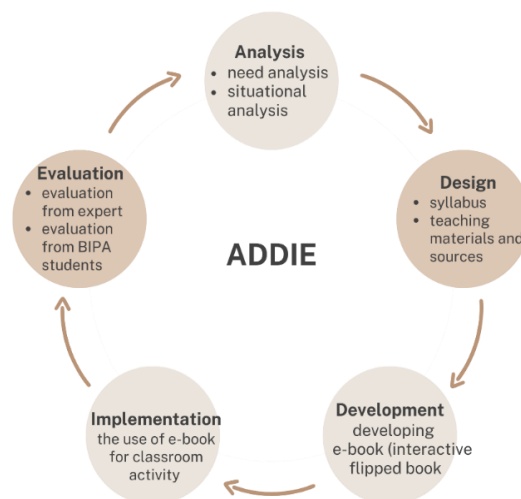 Analysis
• need analysis
• situational
analysis
Design
• syllabus
• teaching
materials and
sources
Development
developing
e-book (interactive
flipped book
Implementation
the use of e-book
for classroom
activity
Evaluation
• evaluation
from expert
• evaluation
from BIPA
students
ADDIE